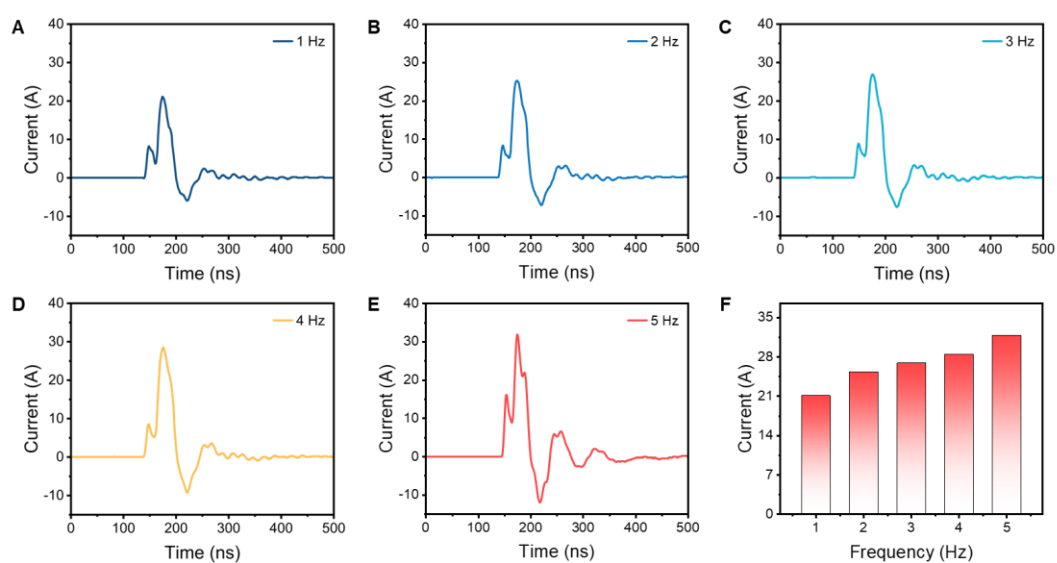 A
Current (A)
40
30
20
10
0
-10
1 Hz
0 100 200 300 400 500
Time (ns)
B
Current (A)
40
30
20
10
0
-10
2 Hz
0 100 200 300 400 500
Time (ns)
C
Current (A)
40
30
20
10
0
-10
3 Hz
0 100 200 300 400 500
Time (ns)
D
Current (A)
40
30
20
10
0
-10
4 Hz
0 100 200 300 400 500
Time (ns)
E
Current (A)
40
30
20
10
0
-10
5 Hz
0 100 200 300 400 500
Time (ns)
F
Current (A)
35
28
21
14
7
0
1 2 3 4 5
Frequency (Hz)